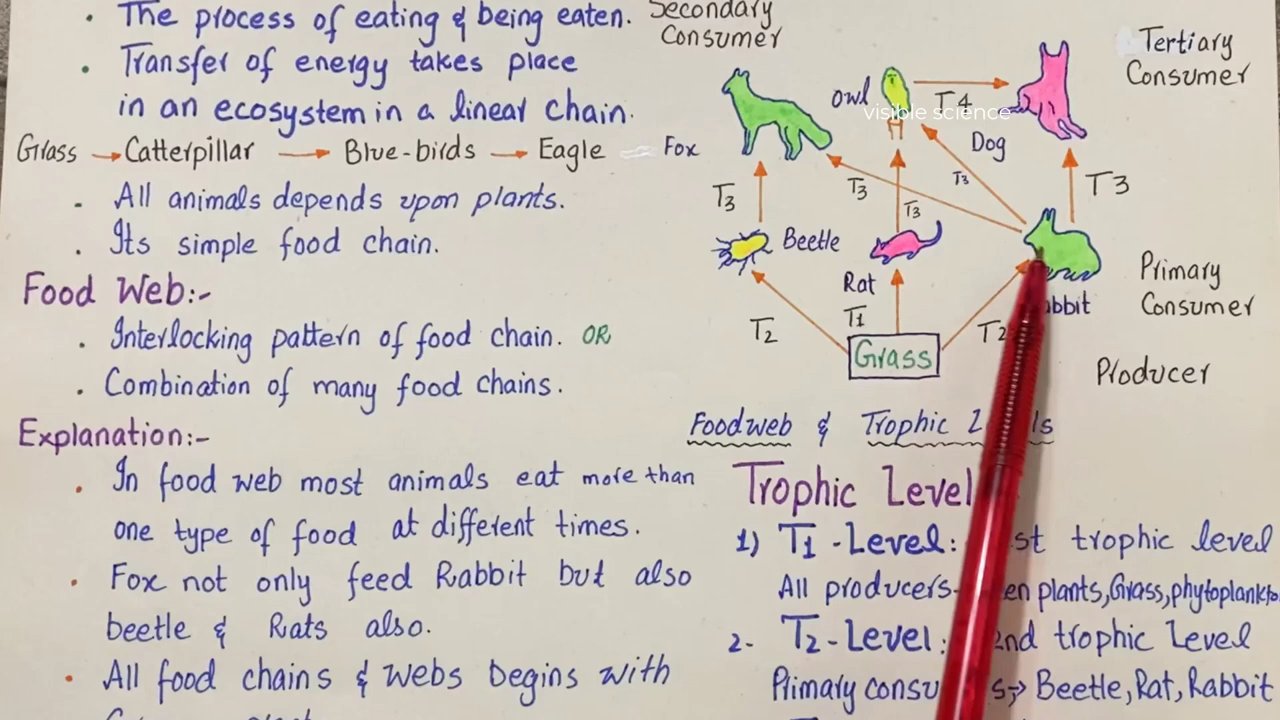 • The process of eating & being eaten.
• Transfer of energy takes place
in an ecosystem in a linear chain.
Grass → Catterpillar → Blue-birds → Eagle
• All animals depends upon plants.
• Its simple food chain.
Food Web:-
• Interlocking pattern of food chain. OR
• Combination of many food chains.
Explanation:-
• In food web most animals eat more than
one type of food at different times.
• Fox not only feed Rabbit but also
beetle & Rats also.
• All food chains & webs begins with
Secondary
Consumer
Tertiary
Consumer
Owl
T4
visible science
Fox
Dog
T3
T3
T3
T3
T3
Beetle
Rat
Primary
Consumer
T2
T1
T2
Grass
Producer
Foodweb & Trophic
Trophic Level
1) T1-Level: trophic level
All producers- plants, Grass,
2- T2-Level: 2nd trophic Level
Primary → Beetle, Rat, Rabbit